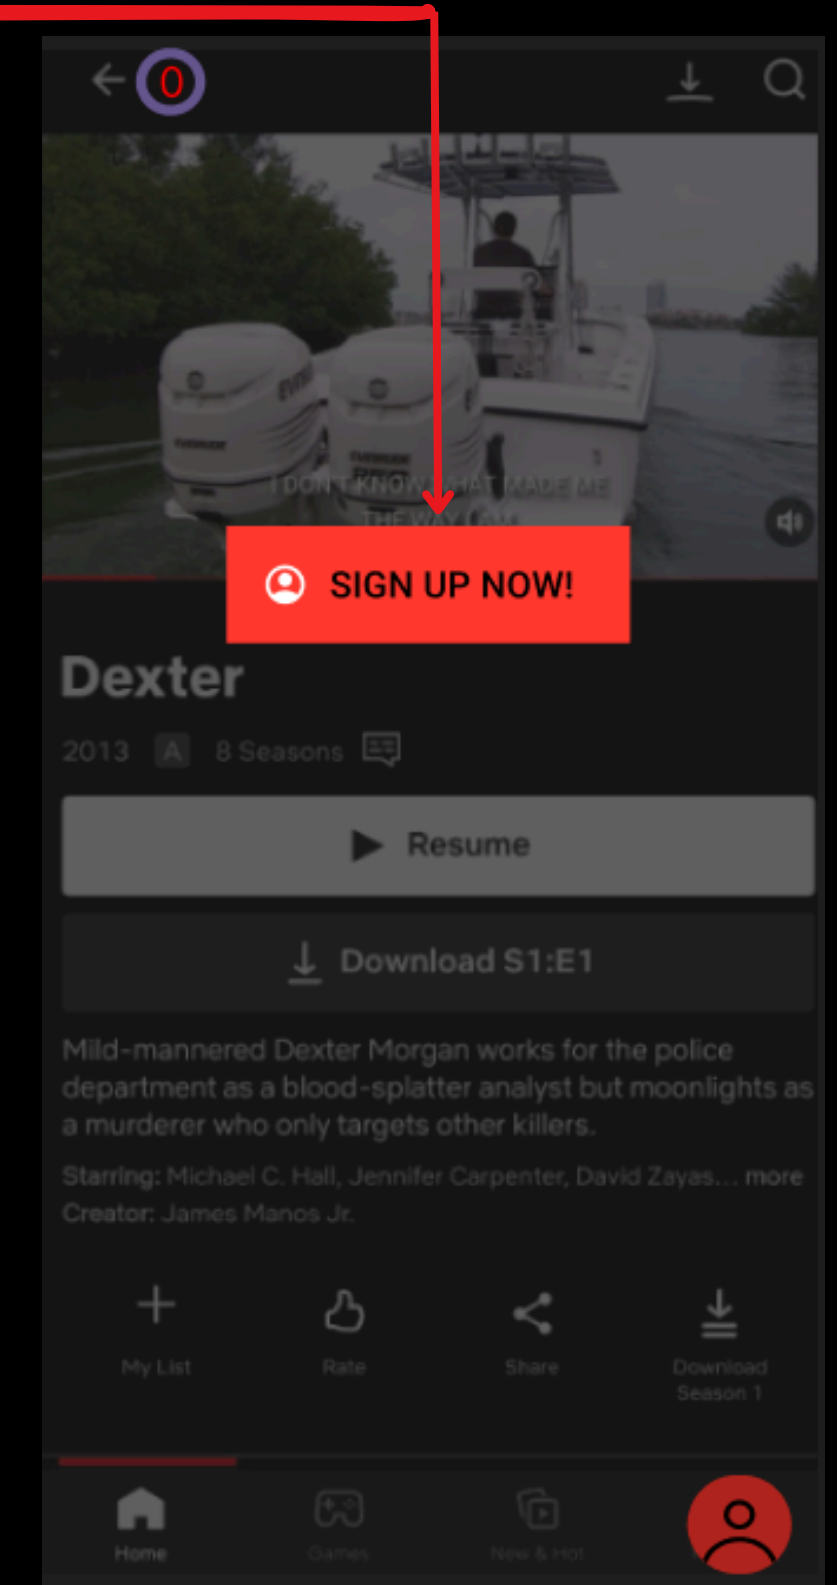 0
I DON'T KNOW WHAT MADE ME
THE WAY I AM
SIGN UP NOW!
Dexter
2013 A 8 Seasons
Resume
Download S1:E1
Mild-mannered Dexter Morgan works for the police
department as a blood-splatter analyst but moonlights as
a murderer who only targets other killers.
Starring: Michael C. Hall, Jennifer Carpenter, David Zayas... more
Creator: James Manos Jr.
My List Rate Share Download
Season 1
Home Games New & Hot